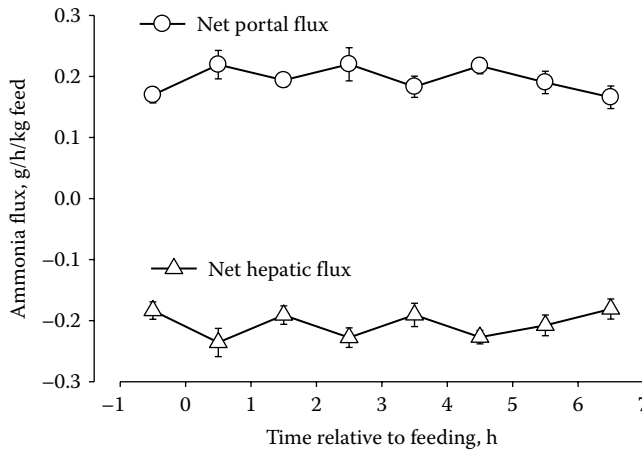 0.3
Net portal flux
0.2
0.1
0.0
Ammonia flux, g/h/kg feed
−0.1
Net hepatic flux
−0.2
−0.3
−1 0 1 2 3 4 5 6 7
Time relative to feeding, h